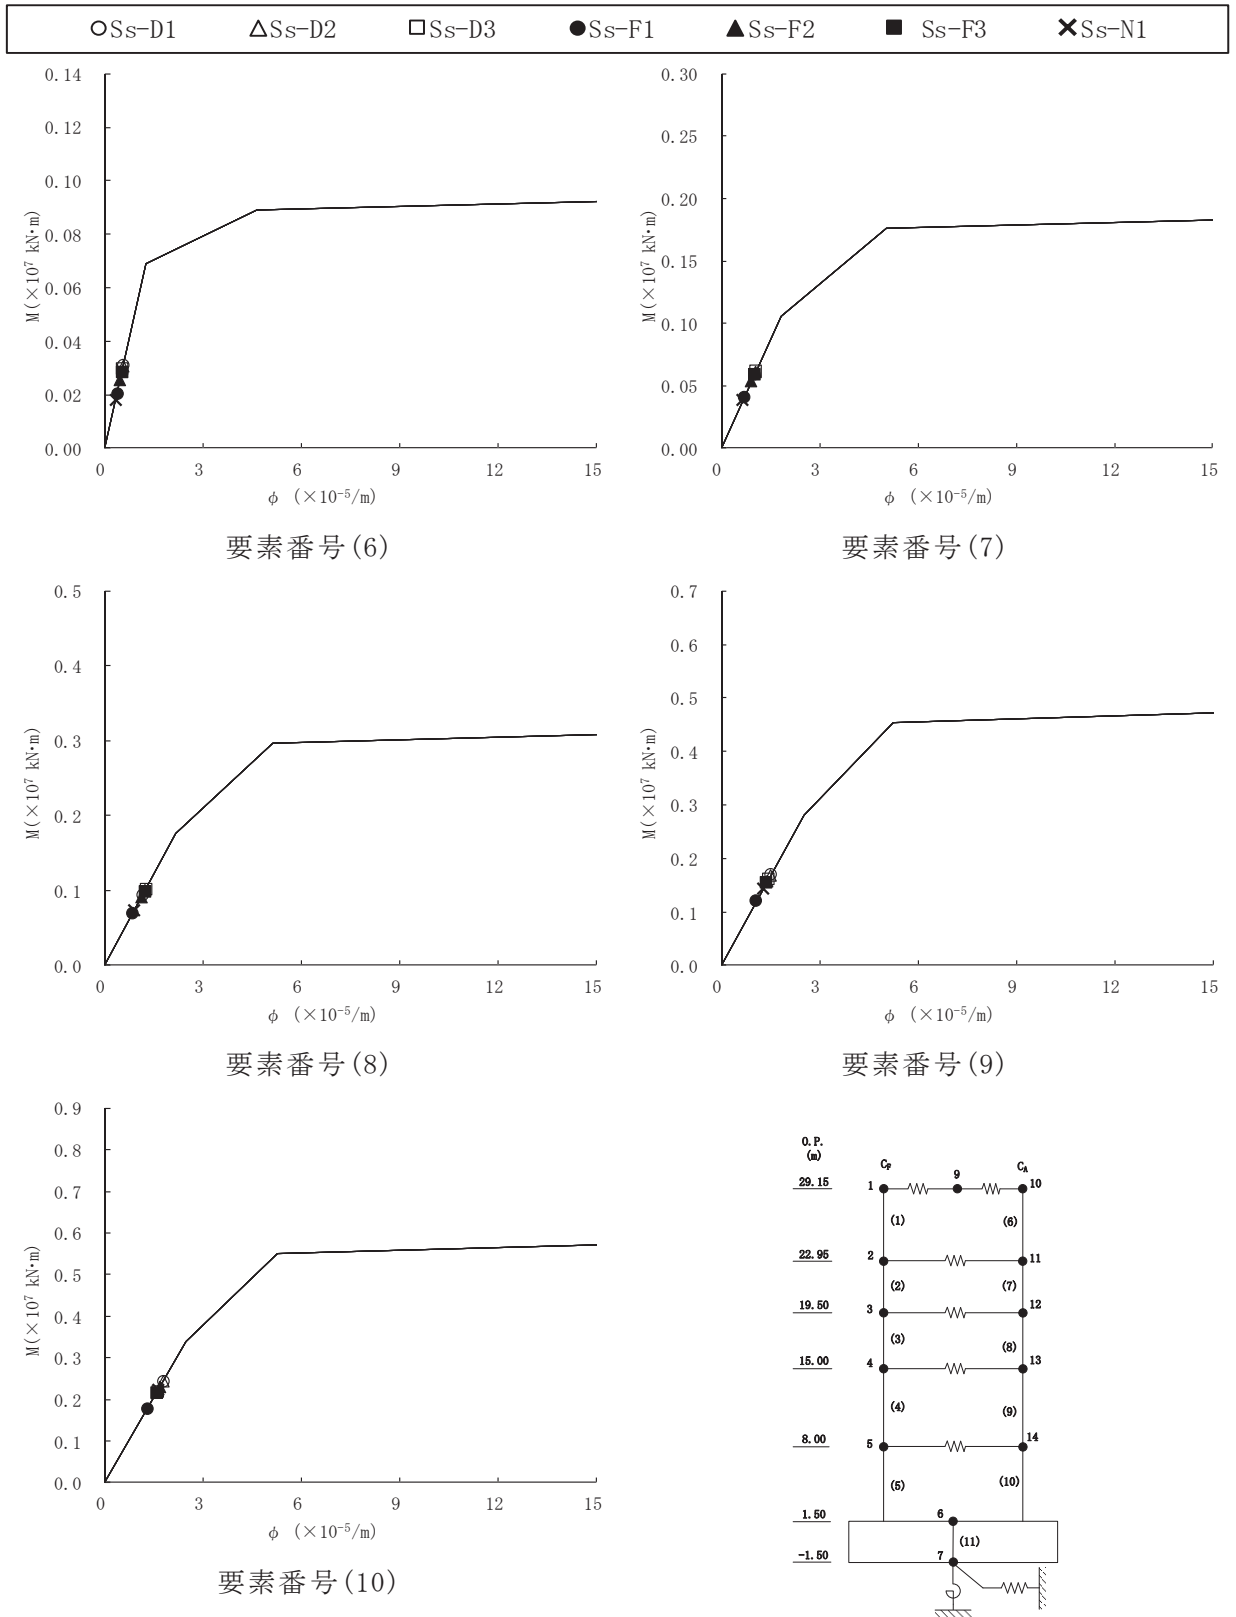 ○Ss-D1 △Ss-D2 □Ss-D3 ●Ss-F1 ▲Ss-F2 ■ Ss-F3 ×Ss-N1
0.14
0.12
0.10
0.08
0.06
0.04
0.02
0.00
M(×10⁷ kN・m)
0 3 6 9 12 15
φ (×10⁻⁵/m)
要素番号(6)
0.30
0.25
0.20
0.15
0.10
0.05
0.00
M(×10⁷ kN・m)
0 3 6 9 12 15
φ (×10⁻⁵/m)
要素番号(7)
0.5
0.4
0.3
0.2
0.1
0.0
M(×10⁷ kN・m)
0 3 6 9 12 15
φ (×10⁻⁵/m)
要素番号(8)
0.7
0.6
0.5
0.4
0.3
0.2
0.1
0.0
M(×10⁷ kN・m)
0 3 6 9 12 15
φ (×10⁻⁵/m)
要素番号(9)
0.9
0.8
0.7
0.6
0.5
0.4
0.3
0.2
0.1
0.0
M(×10⁷ kN・m)
0 3 6 9 12 15
φ (×10⁻⁵/m)
要素番号(10)
O.P.
(m)
C_F 9 C_A
29.15 1 10
(1) (6)
22.95 2 11
(2) (7)
19.50 3 12
(3) (8)
15.00 4 13
(4) (9)
8.00 5 14
(5) (10)
1.50 6
(11)
-1.50 7